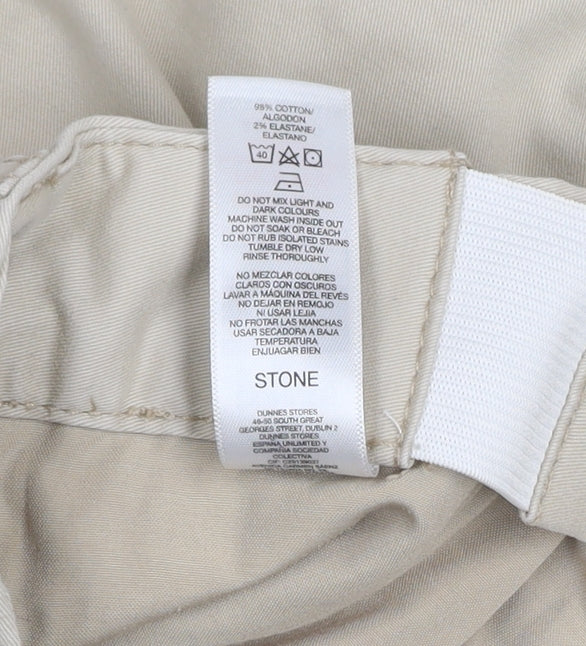 98% COTTON/
ALGODON
2% ELASTANE/
ELASTANO
40
DO NOT MIX LIGHT AND
DARK COLOURS
MACHINE WASH INSIDE OUT
DO NOT SOAK OR BLEACH
DO NOT RUB ISOLATED STAINS
TUMBLE DRY LOW
RINSE THOROUGHLY
NO MEZCLAR COLORES
CLAROS CON OSCUROS
LAVAR A MÁQUINA DEL REVÉS
NO DEJAR EN REMOJO
NI USAR LEJIA
NO FROTAR LAS MANCHAS
USAR SECADORA A BAJA
TEMPERATURA
ENJUAGAR BIEN
STONE
DUNNES STORES
46-50 SOUTH GREAT
GEORGES STREET, DUBLIN 2
DUNNES STORES
ESPANA UNLIMITED Y
COMPAÑIA SOCIEDAD
COLECTIVA